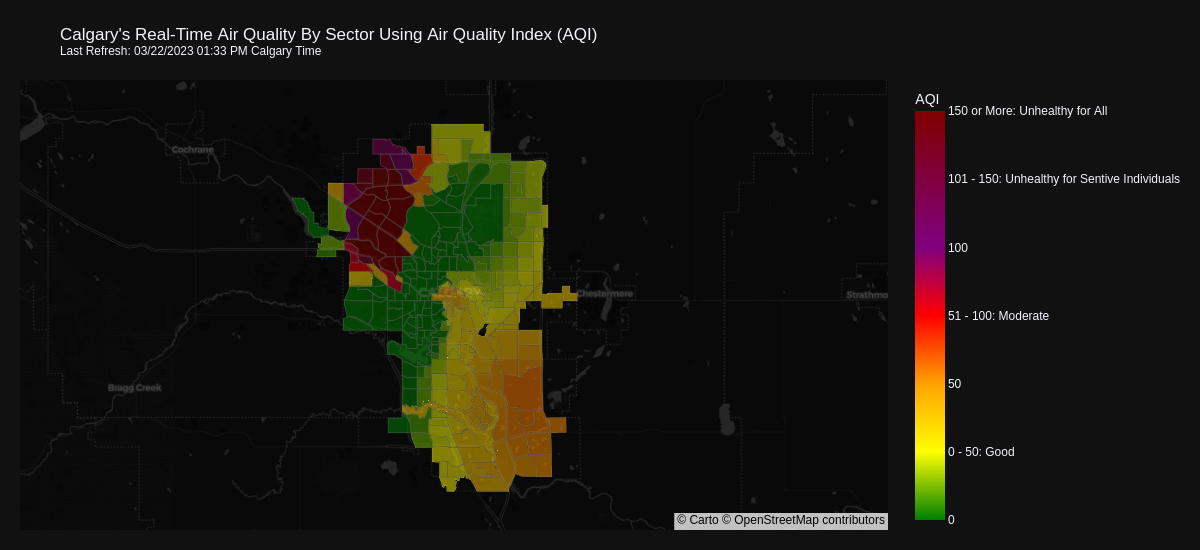 Calgary's Real-Time Air Quality By Sector Using Air Quality Index (AQI)
Last Refresh: 03/22/2023 01:33 PM Calgary Time
AQI
150 or More: Unhealthy for All
Cochrane
101 - 150: Unhealthy for Sentive Individuals
100
Chestermere
Strathmo
51 - 100: Moderate
Bragg Creek
50
0 - 50: Good
0
© Carto © OpenStreetMap contributors